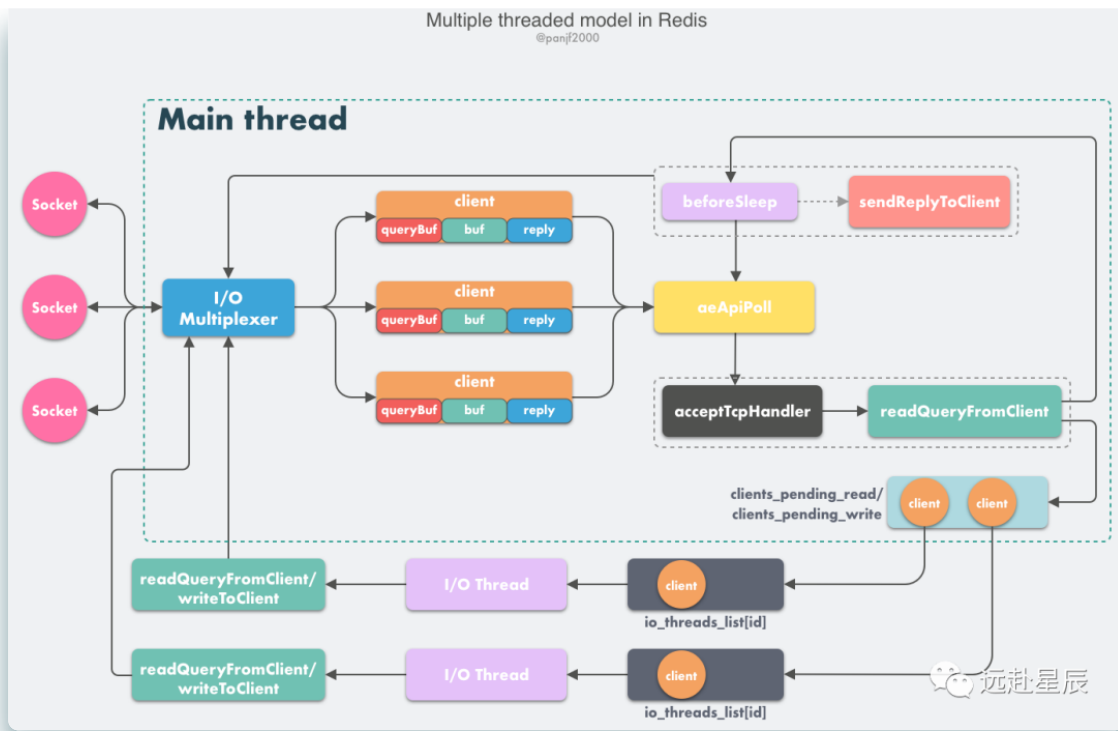 Multiple threaded model in Redis
@panjf2000
Main thread
Socket
Socket
Socket
I/O
Multiplexer
client
queryBuf
buf
reply
client
queryBuf
buf
reply
client
queryBuf
buf
reply
beforeSleep
sendReplyToClient
aeApiPoll
acceptTcpHandler
readQueryFromClient
clients_pending_read/
clients_pending_write
client
client
readQueryFromClient/
writeToClient
I/O Thread
client
io_threads_list[id]
readQueryFromClient/
writeToClient
I/O Thread
client
io_threads_list[id]
远赴星辰